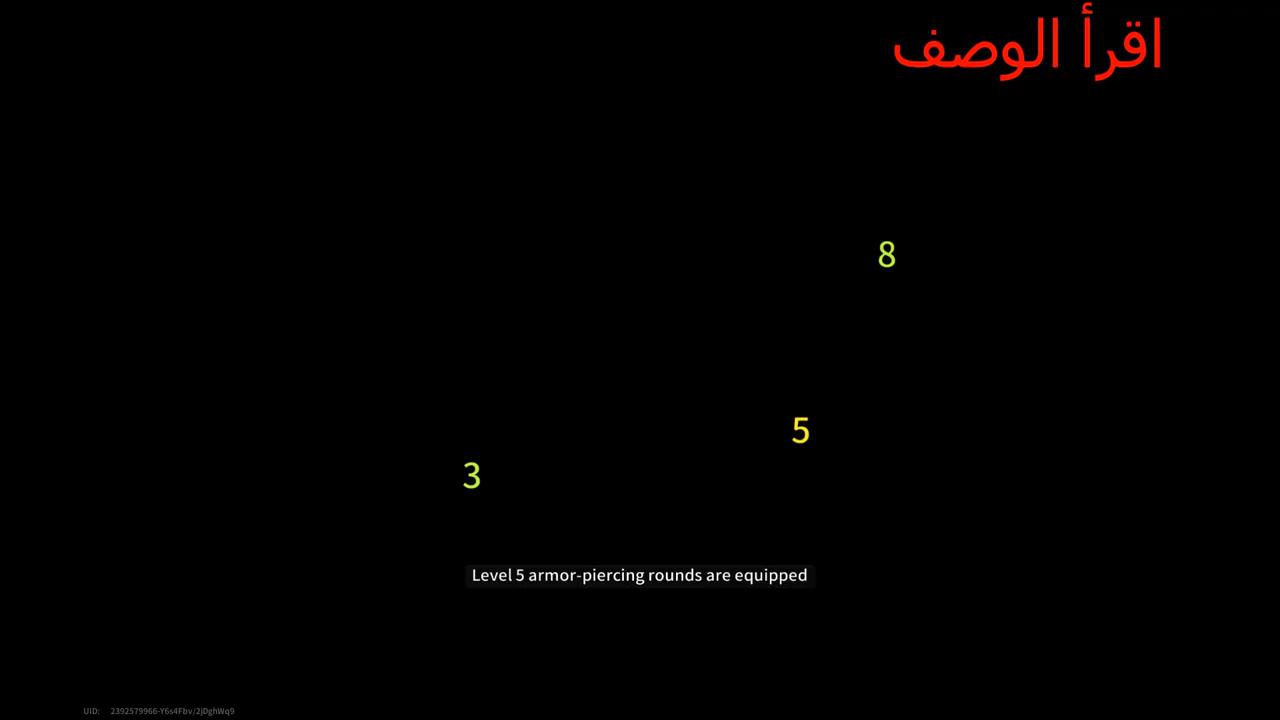 اقرأ الوصف
8
5
3
Level 5 armor-piercing rounds are equipped
UID: 2392579966-Y6s4Fbv/2jDghWq9